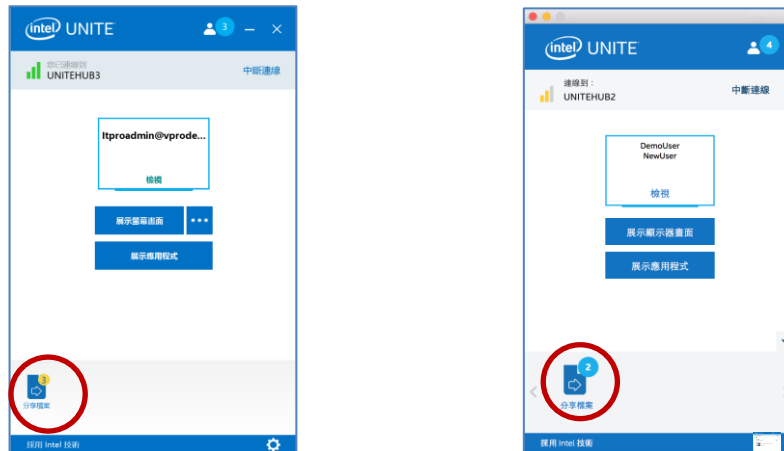 intel UNITE
3
您已連線到
UNITEHUB3
中斷連線
Itproadmin@vprode...
檢視
展示螢幕畫面
展示應用程式
3
分享檔案
採用 Intel 技術
intel UNITE
4
連線到：
UNITEHUB2
中斷連線
DemoUser
NewUser
檢視
展示顯示器畫面
展示應用程式
2
分享檔案
採用 Intel 技術